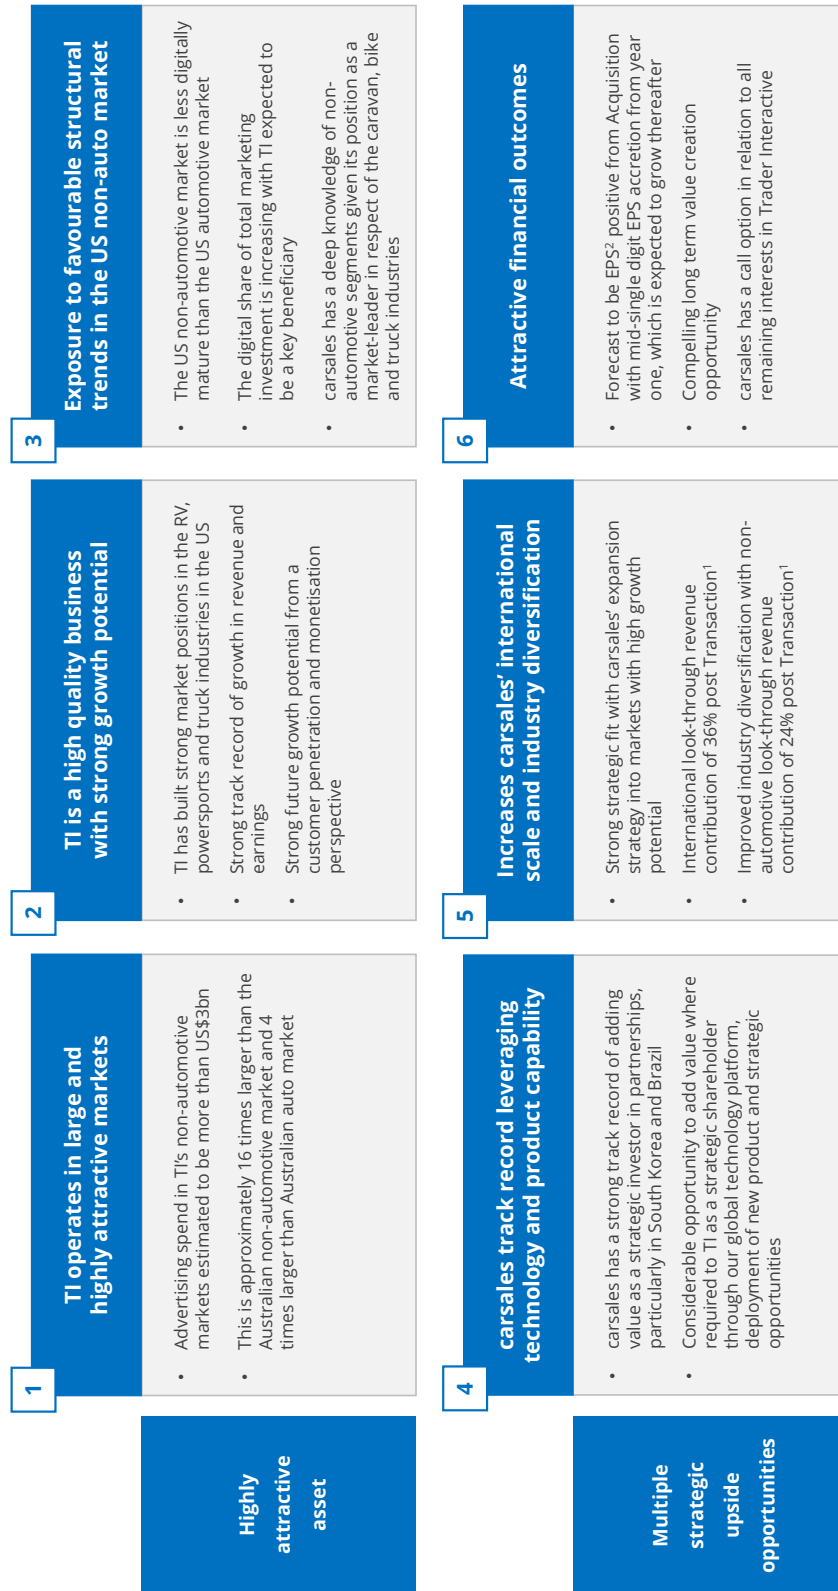 Highly
attractive
asset
1
TI operates in large and
highly attractive markets
• Advertising spend in TI's non-automotive
markets estimated to be more than US$3bn
• This is approximately 16 times larger than the
Australian non-automotive market and 4
times larger than Australian auto market
2
TI is a high quality business
with strong growth potential
• TI has built strong market positions in the RV,
powersports and truck industries in the US
• Strong track record of growth in revenue and
earnings
• Strong future growth potential from a
customer penetration and monetisation
perspective
3
Exposure to favourable structural
trends in the US non-auto market
• The US non-automotive market is less digitally
mature than the US automotive market
• The digital share of total marketing
investment is increasing with TI expected to
be a key beneficiary
• carsales has a deep knowledge of non-
automotive segments given its position as a
market-leader in respect of the caravan, bike
and truck industries
Multiple
strategic
upside
opportunities
4
carsales track record leveraging
technology and product capability
• carsales has a strong track record of adding
value as a strategic investor in partnerships,
particularly in South Korea and Brazil
• Considerable opportunity to add value where
required to TI as a strategic shareholder
through our global technology platform,
deployment of new product and strategic
opportunities
5
Increases carsales' international
scale and industry diversification
• Strong strategic fit with carsales' expansion
strategy into markets with high growth
potential
• International look-through revenue
contribution of 36% post Transaction¹
• Improved industry diversification with non-
automotive look-through revenue
contribution of 24% post Transaction¹
6
Attractive financial outcomes
• Forecast to be EPS² positive from Acquisition
with mid-single digit EPS accretion from year
one, which is expected to grow thereafter
• Compelling long term value creation
opportunity
• carsales has a call option in relation to all
remaining interests in Trader Interactive